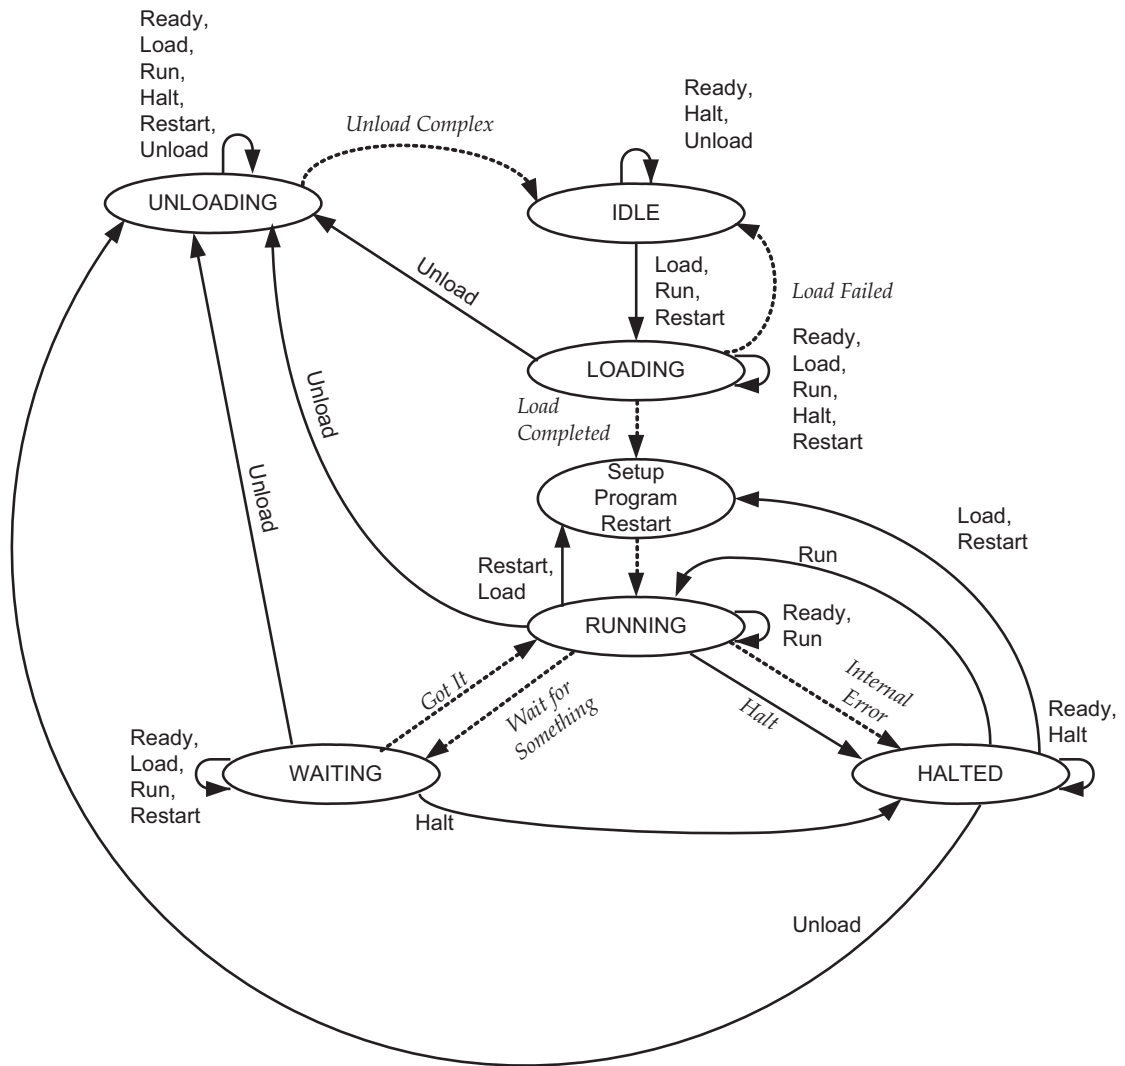 Ready,
Load,
Run,
Halt,
Restart,
Unload
Unload Complex
Ready,
Halt,
Unload
UNLOADING
IDLE
Unload
Load,
Run,
Restart
Load Failed
LOADING
Ready,
Load,
Run,
Halt,
Restart
Unload
Load
Completed
Setup
Program
Restart
Unload
Load,
Restart
Run
Restart,
Load
RUNNING
Ready,
Run
Got It
Wait for
Something
Halt
Internal
Error
Ready,
Halt
Ready,
Load,
Run,
Restart
WAITING
HALTED
Halt
Unload